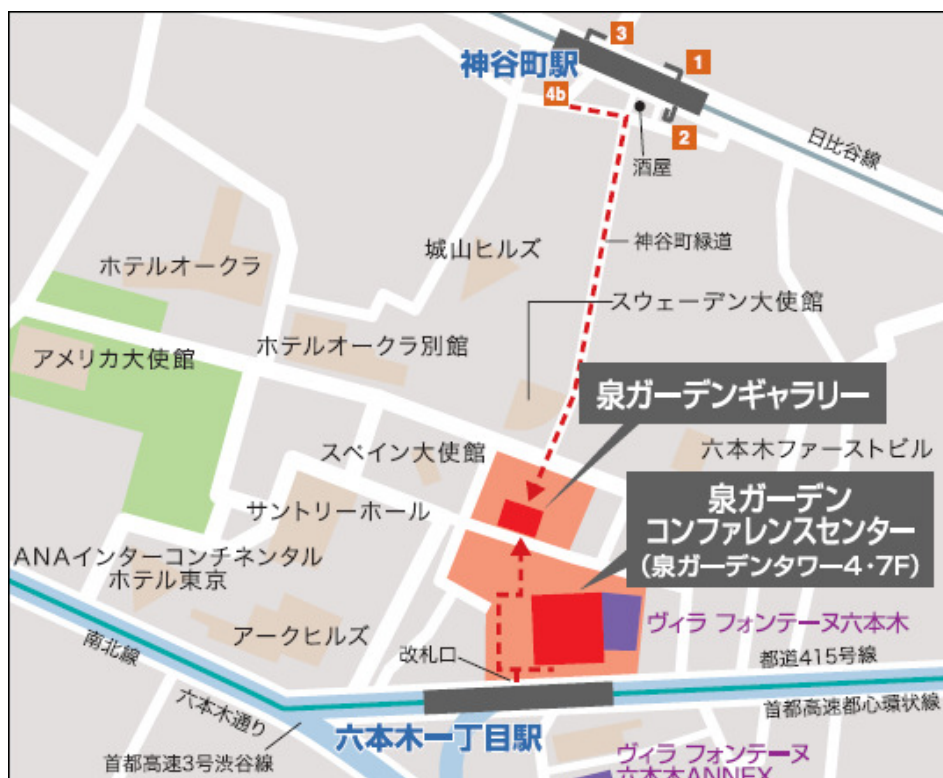 3
1
神谷町駅
4b
2
酒屋
日比谷線
神谷町緑道
城山ヒルズ
ホテルオークラ
スウェーデン大使館
ホテルオークラ別館
アメリカ大使館
泉ガーデンギャラリー
スペイン大使館
六本木ファーストビル
サントリーホール
泉ガーデン
コンファレンスセンター
(泉ガーデンタワー4・7F)
ANAインターコンチネンタル
ホテル東京
アークヒルズ
ヴィラ フォンテーヌ六本木
改札口
都道415号線
南北線
六本木通り
首都高速都心環状線
六本木一丁目駅
首都高速3号渋谷線
ヴィラ フォンテーヌ
六本木ANNEX